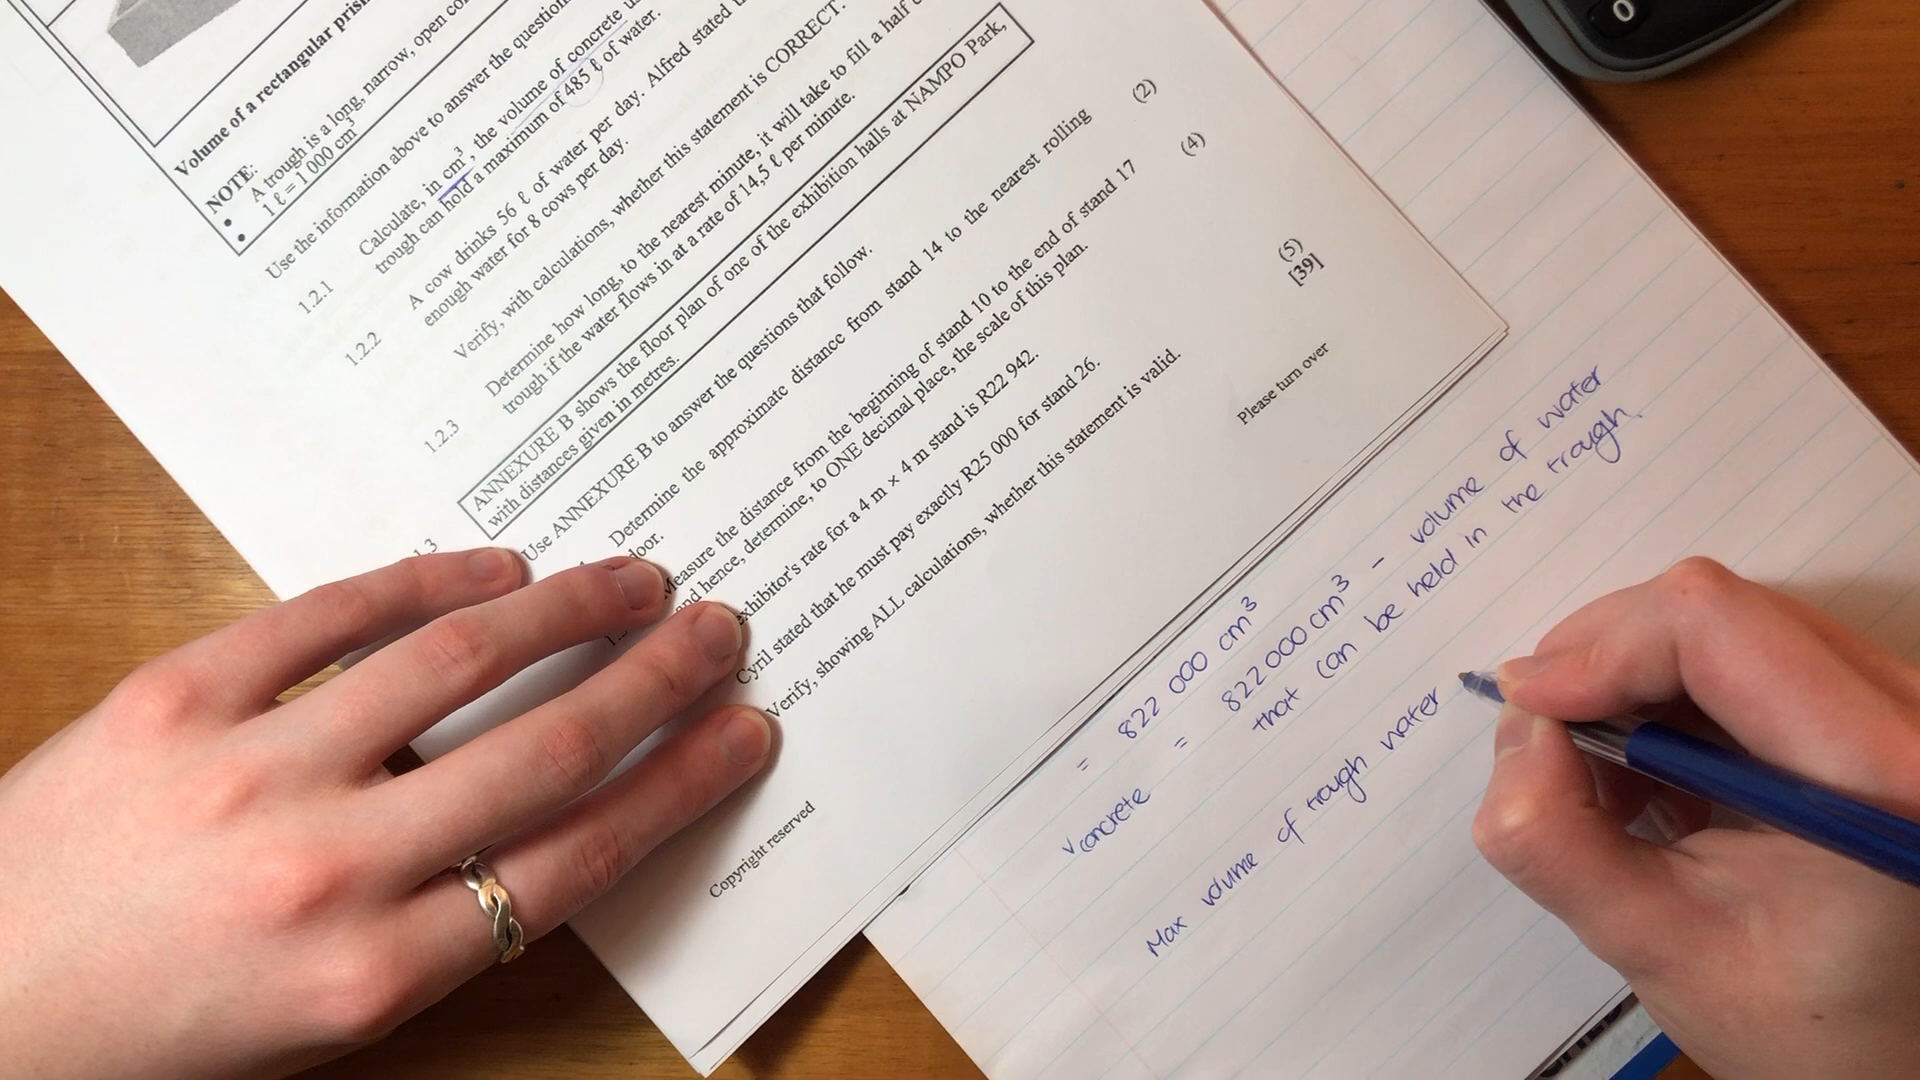 Volume of a rectangular prism
NOTE:
• A trough is a long, narrow, open
• 1 ℓ = 1 000 cm³
Use the information above to answer the question
1.2.1 Calculate, in cm³, the volume of concrete
trough can hold a maximum of 485 ℓ of water.
1.2.2 A cow drinks 56 ℓ of water per day. Alfred stated
enough water for 8 cows per day.
Verify, with calculations, whether this statement is CORRECT.
1.2.3 Determine how long, to the nearest minute, it will take to fill a half
trough if the water flows in at a rate of 14,5 ℓ per minute.
ANNEXURE B shows the floor plan of one of the exhibition halls at NAMPO Park,
with distances given in metres.
1.3 Use ANNEXURE B to answer the questions that follow.
Determine the approximate distance from stand 14 to the nearest rolling
door. (2)
Measure the distance from the beginning of stand 10 to the end of stand 17
and hence, determine, to ONE decimal place, the scale of this plan. (4)
exhibitor's rate for a 4 m × 4 m stand is R22 942.
Cyril stated that he must pay exactly R25 000 for stand 26.
Verify, showing ALL calculations, whether this statement is valid. (5)
[39]
Copyright reserved Please turn over
= 822 000 cm³
Vconcrete = 822000 cm³ - volume of water
that can be held in the trough.
Max volume of trough water
0